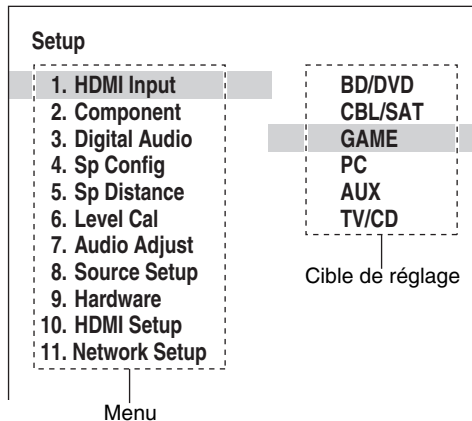 Setup
1. HDMI Input
2. Component
3. Digital Audio
4. Sp Config
5. Sp Distance
6. Level Cal
7. Audio Adjust
8. Source Setup
9. Hardware
10. HDMI Setup
11. Network Setup
Menu
BD/DVD
CBL/SAT
GAME
PC
AUX
TV/CD
Cible de réglage